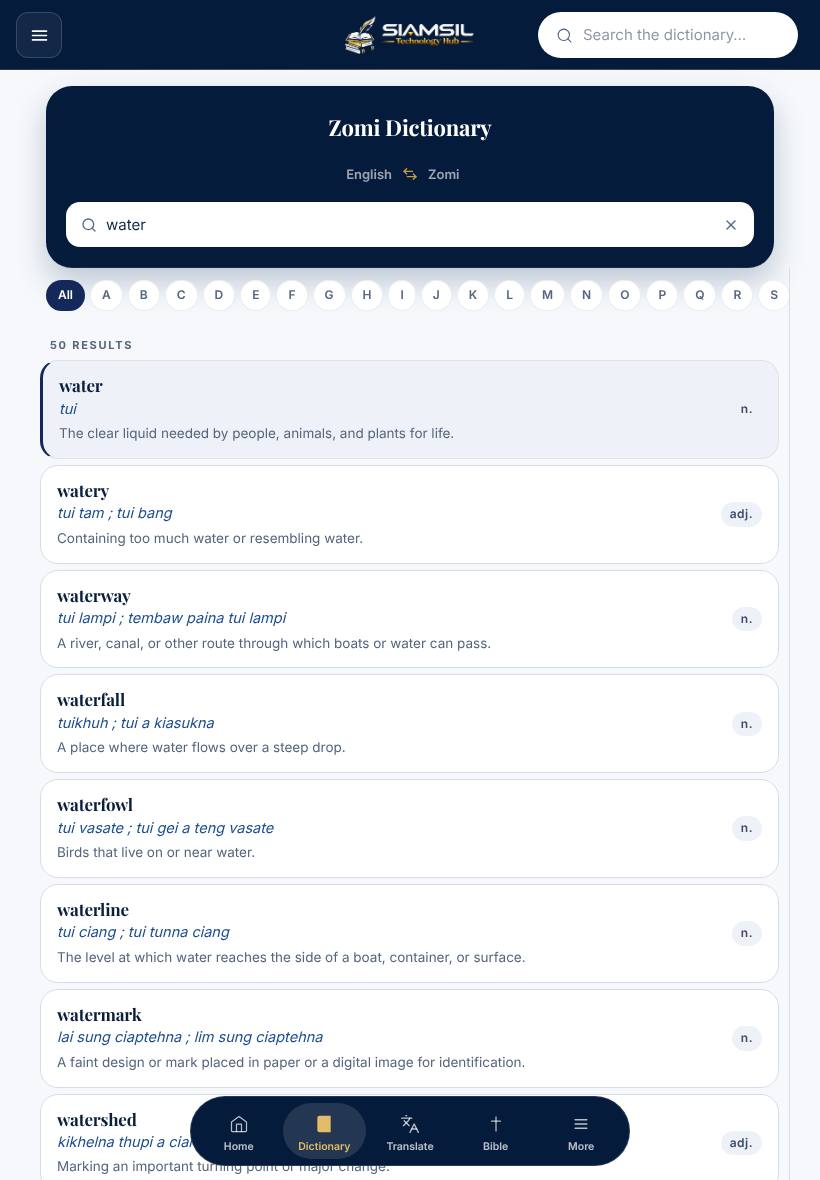 SIAMSIL
Technology Hub
Search the dictionary...
Zomi Dictionary
English Zomi
water
All A B C D E F G H I J K L M N O P Q R S
50 RESULTS
water
tui
n.
The clear liquid needed by people, animals, and plants for life.
watery
tui tam ; tui bang
adj.
Containing too much water or resembling water.
waterway
tui lampi ; tembaw paina tui lampi
n.
A river, canal, or other route through which boats or water can pass.
waterfall
tuikhuh ; tui a kiasukna
n.
A place where water flows over a steep drop.
waterfowl
tui vasate ; tui gei a teng vasate
n.
Birds that live on or near water.
waterline
tui ciang ; tui tunna ciang
n.
The level at which water reaches the side of a boat, container, or surface.
watermark
lai sung ciaptehna ; lim sung ciaptehna
n.
A faint design or mark placed in paper or a digital image for identification.
watershed
kikhelna thupi a
adj.
Marking an important turning point or major change.
Home Dictionary Translate Bible More